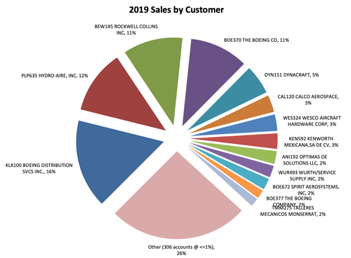 2019 Sales by Customer
BEW145 ROCKWELL COLLINS
INC, 11%
BOE370 THE BOEING CO, 11%
PLF635 HYDRO-AIRE, INC, 12%
DYN151 DYNACRAFT, 5%
CAL120 CALCO AEROSPACE,
3%
WES324 WESCO AIRCRAFT
HARDWARE CORP, 3%
KEN592 KENWORTH
MEXICANA,SA DE CV, 3%
ANI192 OPTIMAS OE
SOLUTIONS LLC, 2%
KLX100 BOEING DISTRIBUTION
SVCS INC., 16%
WUR493 WURTH/SERVICE
SUPPLY INC, 2%
BOE672 SPIRIT AEROSYSTEMS,
INC, 2%
BOE377 THE BOEING
COMPANY, 2%
TALLERES
MECANICOS MONSERRAT, 2%
Other (306 accounts @ <=1%),
26%